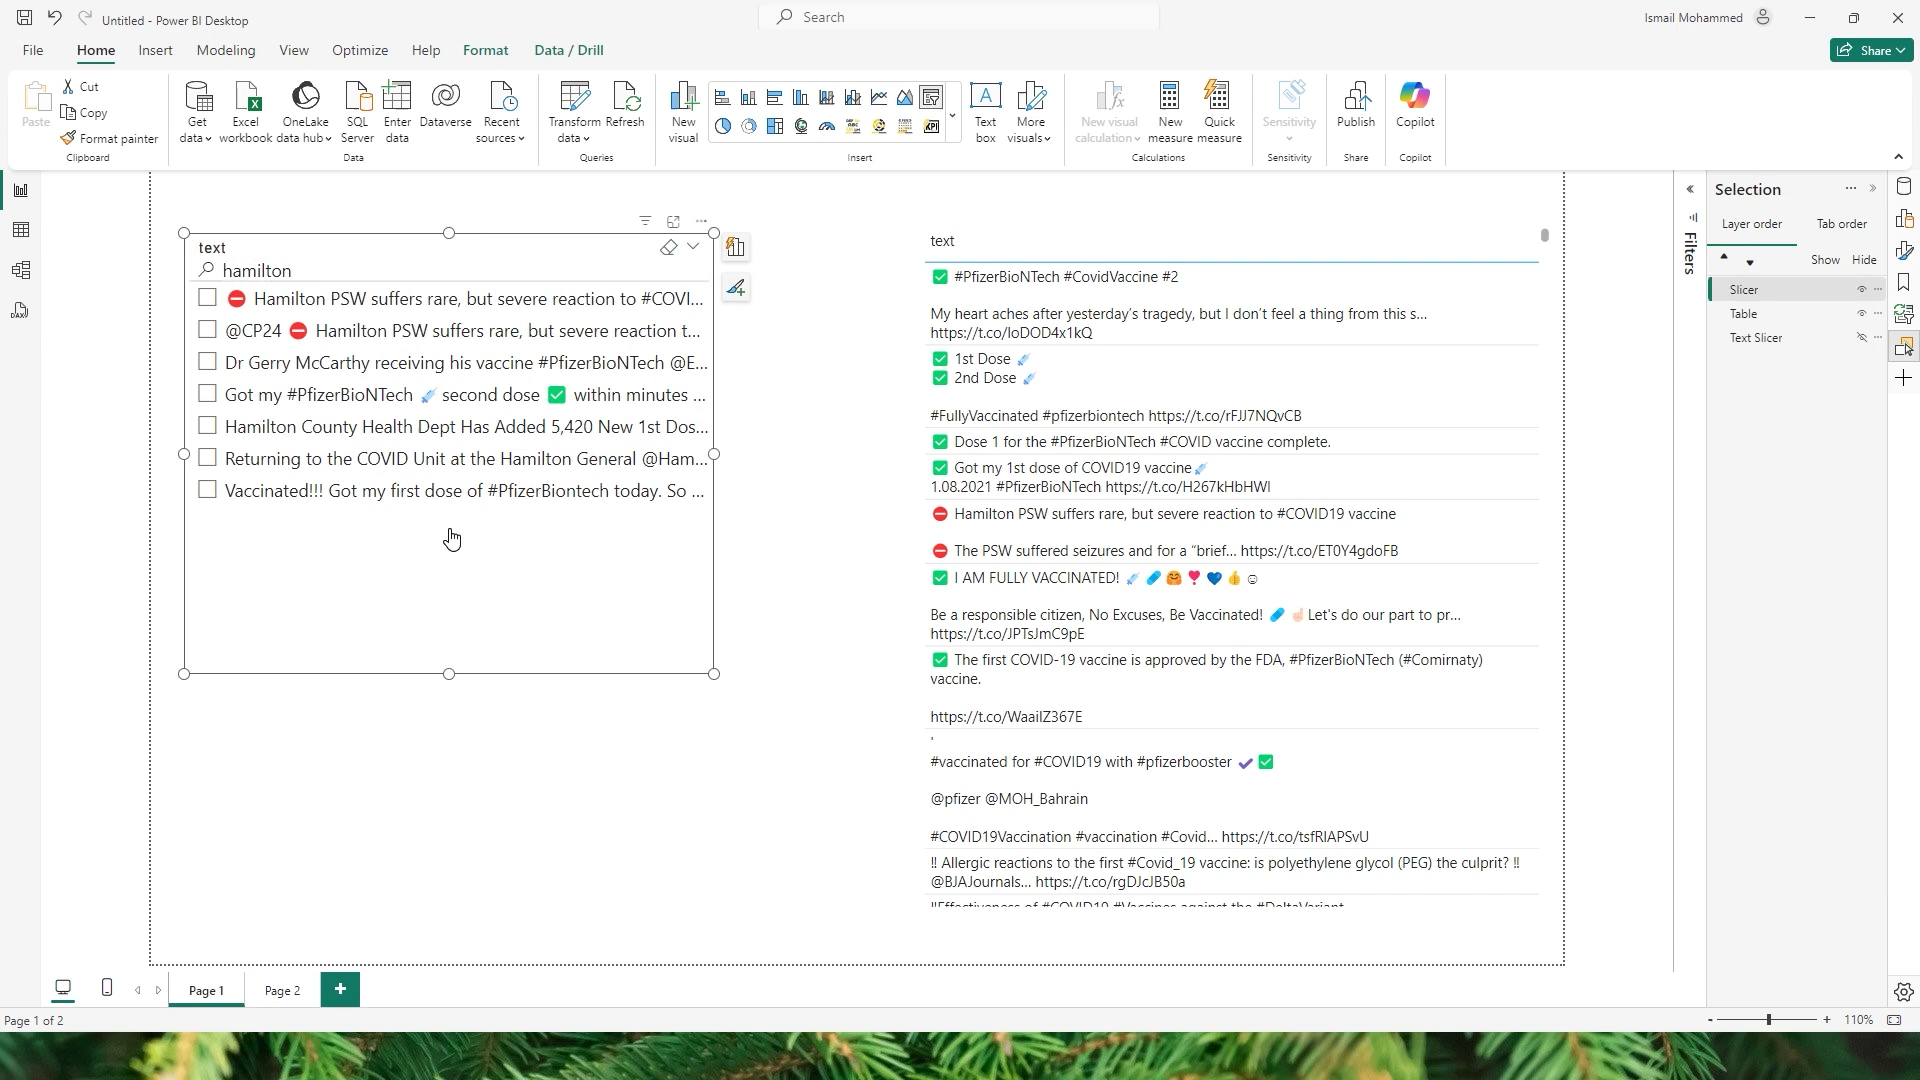 Untitled - Power BI Desktop
Search
Ismail Mohammed
File Home Insert Modeling View Optimize Help Format Data / Drill
Share
Paste
Cut
Copy
Format painter
Clipboard
Get data
Excel workbook
OneLake data hub
SQL Server
Enter data
Dataverse
Recent sources
Data
Transform data
Refresh
Queries
New visual
Text box
More visuals
Insert
New visual calculation
New measure
Quick measure
Calculations
Sensitivity
Sensitivity
Publish
Share
Copilot
Copilot
text
hamilton
⛔ Hamilton PSW suffers rare, but severe reaction to #COVI...
@CP24 ⛔ Hamilton PSW suffers rare, but severe reaction t...
Dr Gerry McCarthy receiving his vaccine #PfizerBioNTech @E...
Got my #PfizerBioNTech 💉 second dose ✅ within minutes ...
Hamilton County Health Dept Has Added 5,420 New 1st Dos...
Returning to the COVID Unit at the Hamilton General @Ham...
Vaccinated!!! Got my first dose of #PfizerBiontech today. So ...
text
✅ #PfizerBioNTech #CovidVaccine #2
My heart aches after yesterday's tragedy, but I don't feel a thing from this s...
https://t.co/loDOD4x1kQ
✅ 1st Dose 💉
✅ 2nd Dose 💉
#FullyVaccinated #pfizerbiontech https://t.co/rFJJ7NQvCB
✅ Dose 1 for the #PfizerBioNTech #COVID vaccine complete.
✅ Got my 1st dose of COVID19 vaccine💉
1.08.2021 #PfizerBioNTech https://t.co/H267kHbHWI
⛔ Hamilton PSW suffers rare, but severe reaction to #COVID19 vaccine
⛔ The PSW suffered seizures and for a “brief… https://t.co/ET0Y4gdoFB
✅ I AM FULLY VACCINATED! 💉 🩹 🤗 ❣️ 💙 👍 ☺
Be a responsible citizen, No Excuses, Be Vaccinated! 🩹 ☝🏻 Let's do our part to pr...
https://t.co/JPTsJmC9pE
✅ The first COVID-19 vaccine is approved by the FDA, #PfizerBioNTech (#Comirnaty)
vaccine.
https://t.co/WaailZ367E
'
#vaccinated for #COVID19 with #pfizerbooster ✔ ✅
@pfizer @MOH_Bahrain
#COVID19Vaccination #vaccination #Covid... https://t.co/tsfRIAPSvU
‼ Allergic reactions to the first #Covid_19 vaccine: is polyethylene glycol (PEG) the culprit? ‼
@BJAJournals... https://t.co/rgDJcJB50a
‼Effectiveness of #COVID19 #Vaccines against the #DeltaVariant
Filters
Selection
Layer order Tab order
Show Hide
Slicer
Table
Text Slicer
Page 1
Page 2
Page 1 of 2
- + 110%